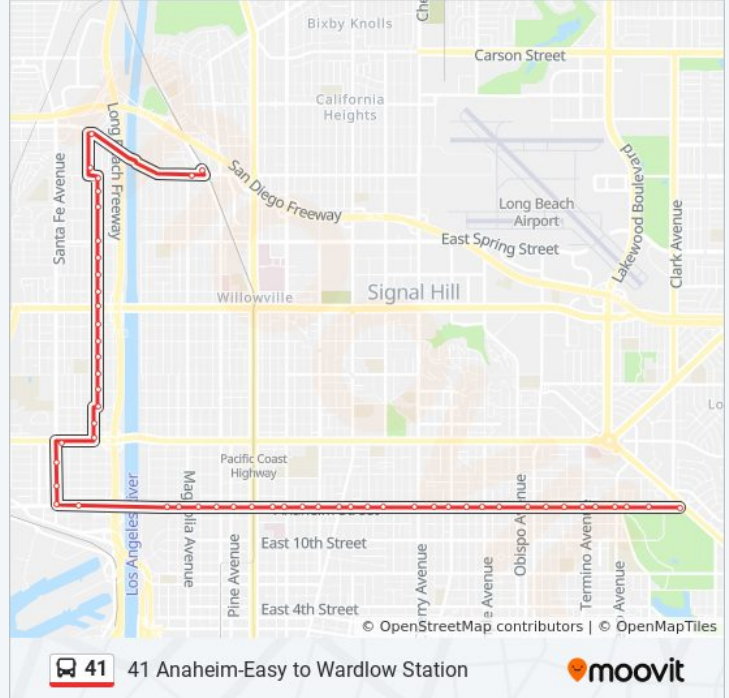 Bixby Knolls
Carson Street
California
Heights
Long Beach Freeway
San Diego Freeway
Santa Fe Avenue
Long Beach
Airport
Lakewood Boulevard
Clark Avenue
East Spring Street
Willowville
Signal Hill
Pacific Coast
Highway
Los Angeles River
Magnolia Avenue
Obispo Avenue
Termino Avenue
Pine Avenue
East 10th Street
East 4th Street
Avenue
Avenue
Avenue
© OpenStreetMap contributors | © OpenMapTiles
41 41 Anaheim-Easy to Wardlow Station
moovit